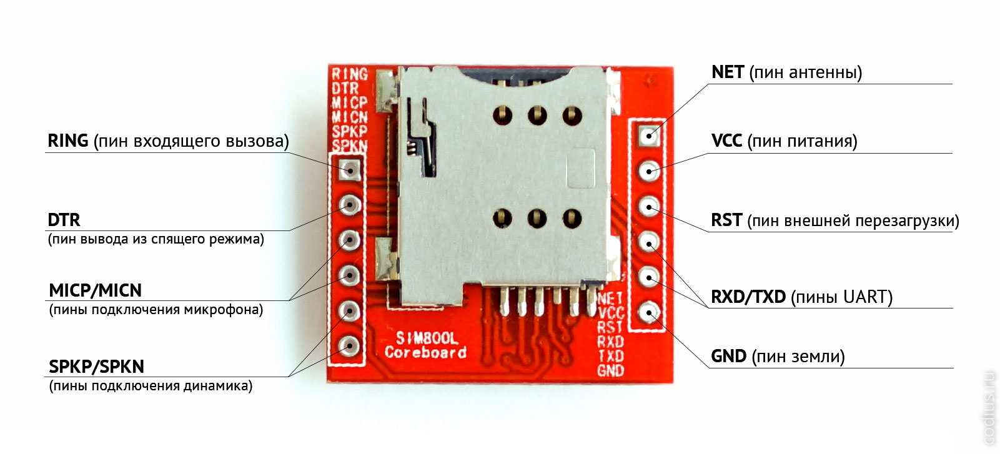 RING (пин входящего вызова)
DTR
(пин вывода из спящего режима)
MICP/MICN
(пины подключения микрофона)
SPKP/SPKN
(пины подключения динамика)
RING
DTR
MICP
MICN
SPKP
SPKN
SIM800L
Coreboard
NET
VCC
RST
RXD
TXD
GND
NET (пин антенны)
VCC (пин питания)
RST (пин внешней перезагрузки)
RXD/TXD (пины UART)
GND (пин земли)
codius.ru